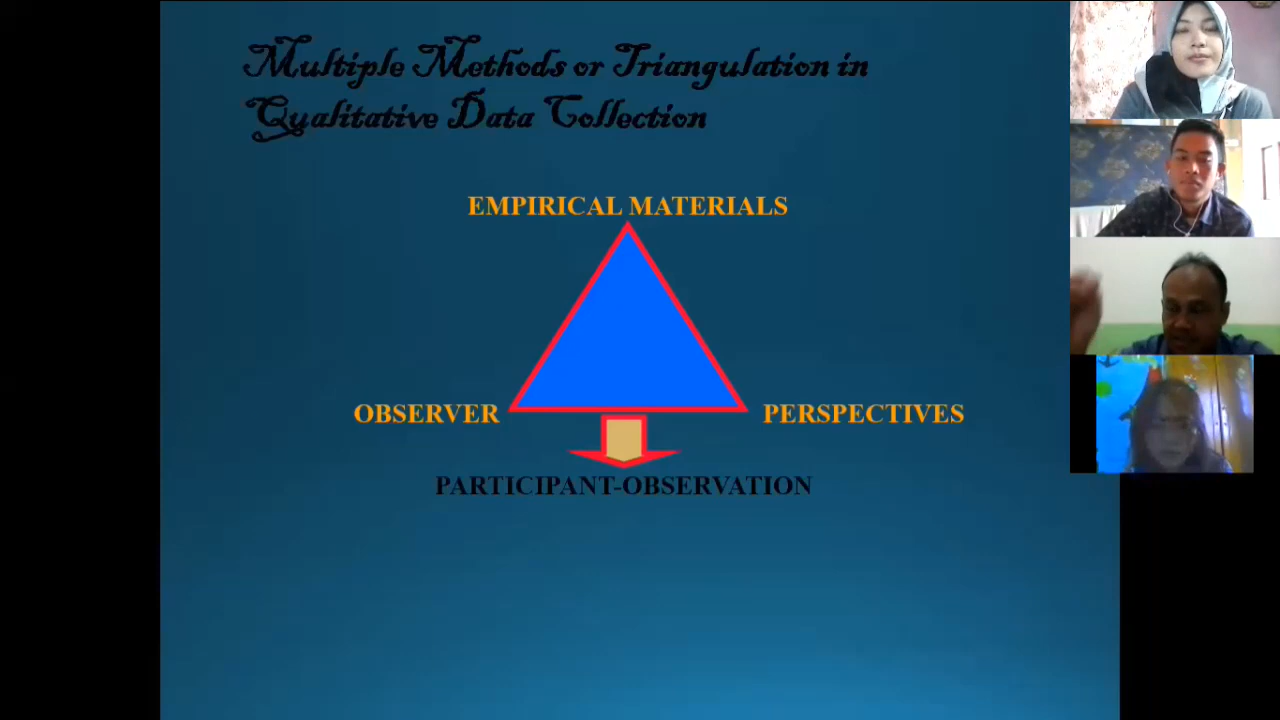 Multiple Methods or Triangulation in
Qualitative Data Collection
EMPIRICAL MATERIALS
OBSERVER
PERSPECTIVES
PARTICIPANT-OBSERVATION